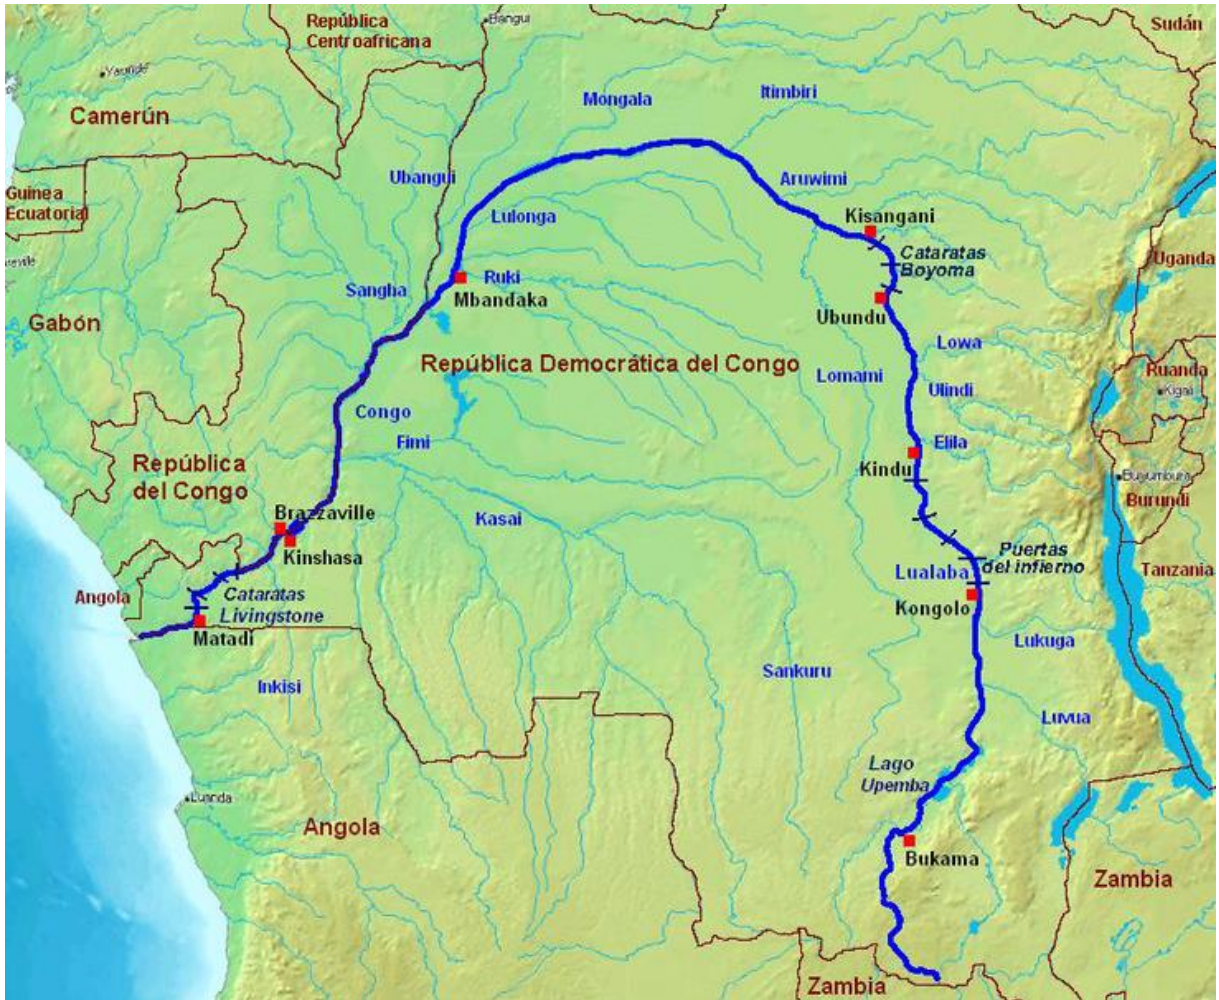 República
Centroafricana
Bangui
Sudán
Yaunde
Camerún
Mongala
Itimbiri
Guinea
Ecuatorial
Ubangui
Aruwimi
Lulonga
Kisangani
Cataratas
Boyoma
Uganda
Ruki
Mbandaka
Sangha
Ubundu
Gabón
Lowa
República Democrática del Congo
Lomami
Ruanda
Ulindi
Kigali
Congo
Fimi
Elila
Kindu
República
del Congo
Bujumbura
Burundi
Brazzaville
Kasai
Kinshasa
Puertas
del infierno
Lualaba
Tanzania
Angola
Cataratas
Livingstone
Kongolo
Matadi
Lukuga
Sankuru
Inkisi
Luvua
Lago
Upemba
Luanda
Angola
Bukama
Zambia
Zambia